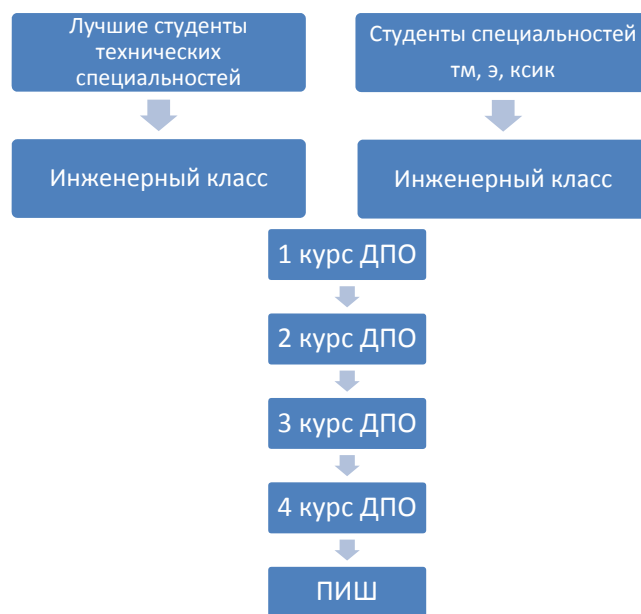 Лучшие студенты
технических
специальностей
Студенты специальностей
тм, э, ксик
Инженерный класс
Инженерный класс
1 курс ДПО
2 курс ДПО
3 курс ДПО
4 курс ДПО
ПИШ